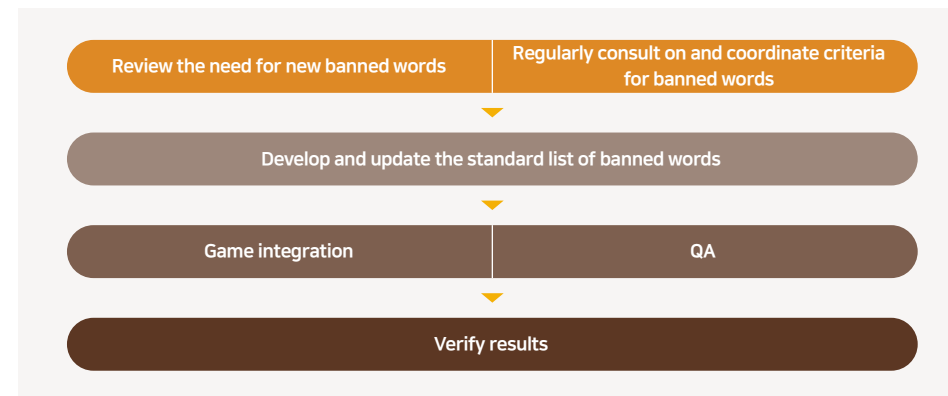 Review the need for new banned words
Regularly consult on and coordinate criteria
for banned words
Develop and update the standard list of banned words
Game integration
QA
Verify results